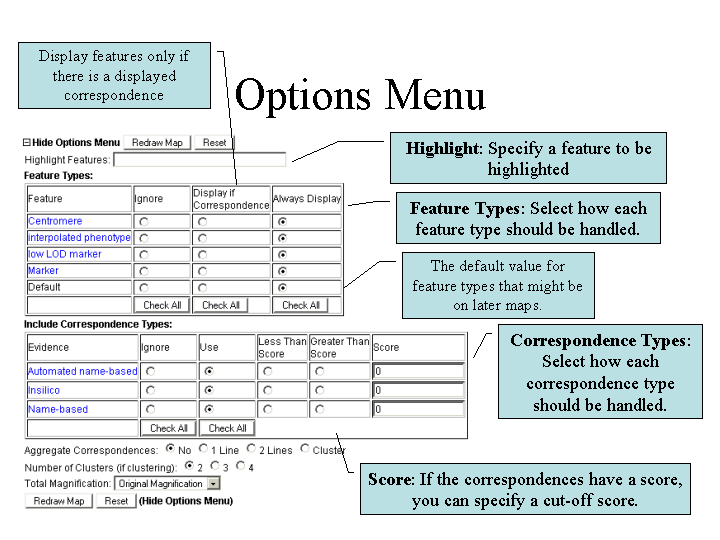 Display features only if
there is a displayed
correspondence
Options Menu
Hide Options Menu Redraw Map Reset
Highlight Features:
Highlight: Specify a feature to be
highlighted
Feature Types:
Feature Ignore Display if Correspondence Always Display
Centromere
interpolated phenotype
low LOD marker
Marker
Default
Check All Check All Check All
Feature Types: Select how each
feature type should be handled.
The default value for
feature types that might be
on later maps.
Include Correspondence Types:
Evidence Ignore Use Less Than Score Greater Than Score Score
Automated name-based 0
Insilico 0
Name-based 0
Check All Check All
Correspondence Types:
Select how each
correspondence type
should be handled.
Aggregate Correspondences: No 1 Line 2 Lines Cluster
Number of Clusters (if clustering): 2 3 4
Total Magnification: Original Magnification
Redraw Map Reset (Hide Options Menu)
Score: If the correspondences have a score,
you can specify a cut-off score.